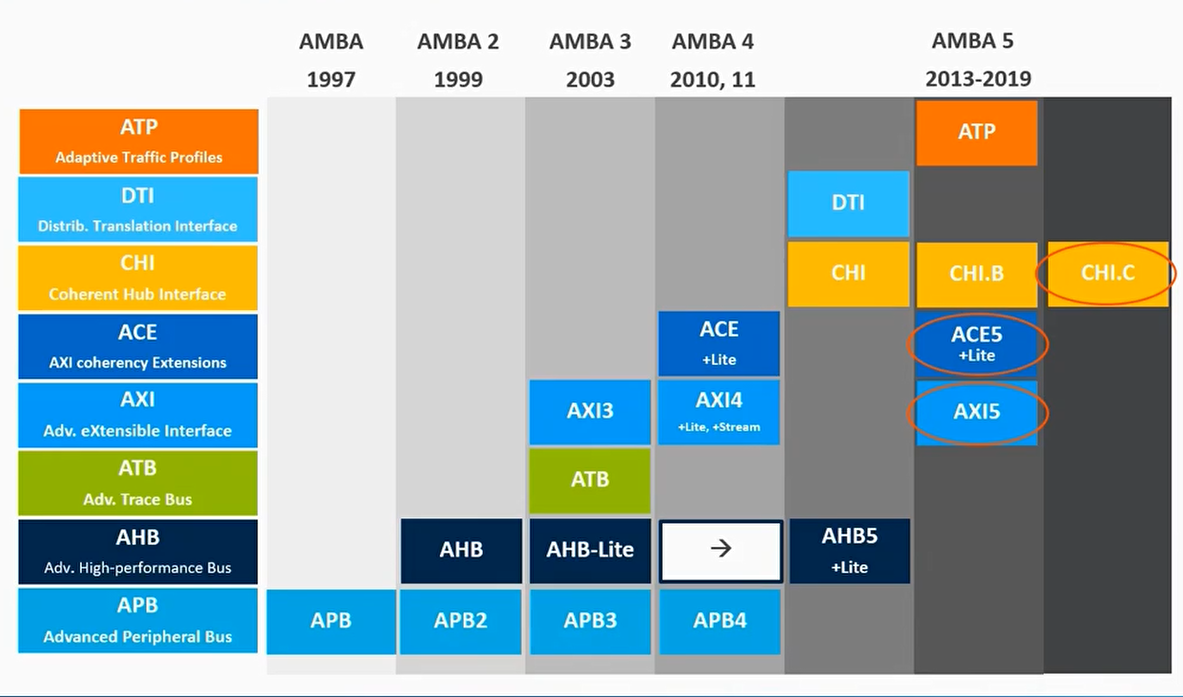 AMBA
1997
AMBA 2
1999
AMBA 3
2003
AMBA 4
2010, 11
AMBA 5
2013-2019
ATP
Adaptive Traffic Profiles
ATP
DTI
Distrib. Translation Interface
DTI
CHI
Coherent Hub Interface
CHI
CHI.B
CHI.C
ACE
AXI coherency Extensions
ACE
+Lite
ACE5
+Lite
AXI
Adv. eXtensible Interface
AXI3
AXI4
+Lite, +Stream
AXI5
ATB
Adv. Trace Bus
ATB
AHB
Adv. High-performance Bus
AHB
AHB-Lite
→
AHB5
+Lite
APB
Advanced Peripheral Bus
APB
APB2
APB3
APB4